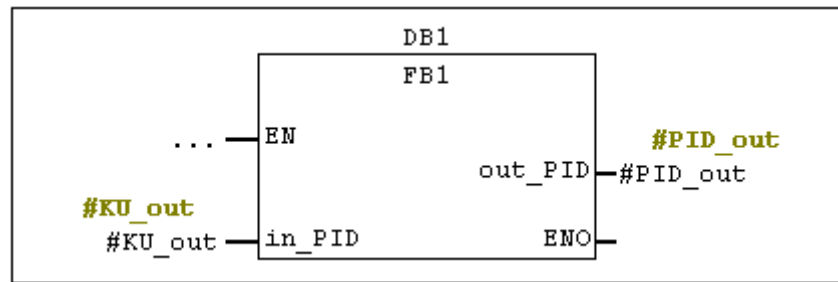 DB1
FB1
... EN
#PID_out
out_PID #PID_out
#KU_out
#KU_out in_PID ENO